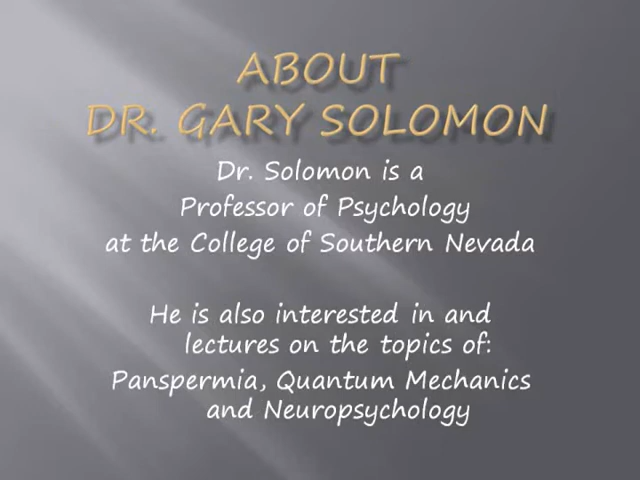 ABOUT
DR. GARY SOLOMON
Dr. Solomon is a
Professor of Psychology
at the College of Southern Nevada
He is also interested in and
lectures on the topics of:
Panspermia, Quantum Mechanics
and Neuropsychology